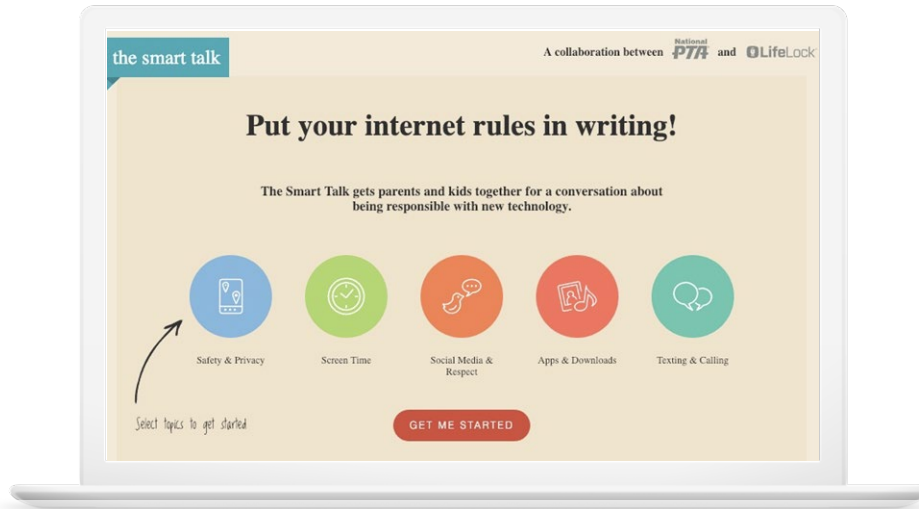 the smart talk
A collaboration between National PTA and LifeLock
Put your internet rules in writing!
The Smart Talk gets parents and kids together for a conversation about
being responsible with new technology.
Safety & Privacy
Screen Time
Social Media &
Respect
Apps & Downloads
Texting & Calling
Select topics to get started
GET ME STARTED